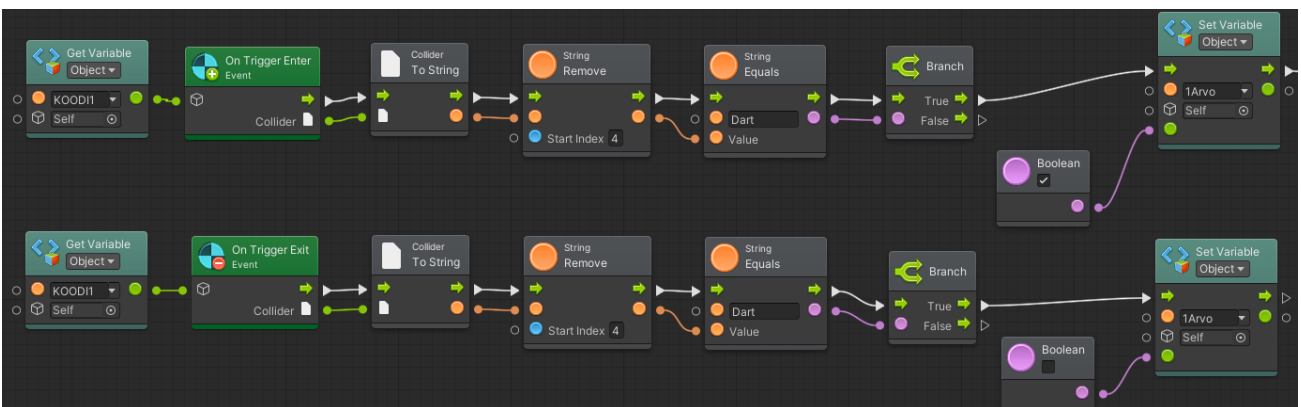 Get Variable
Object
KOODI1
Self
On Trigger Enter
Event
Collider
Collider
To String
String
Remove
Start Index 4
String
Equals
Dart
Value
Branch
True
False
Boolean
Set Variable
Object
1Arvo
Self
Get Variable
Object
KOODI1
Self
On Trigger Exit
Event
Collider
Collider
To String
String
Remove
Start Index 4
String
Equals
Dart
Value
Branch
True
False
Boolean
Set Variable
Object
1Arvo
Self